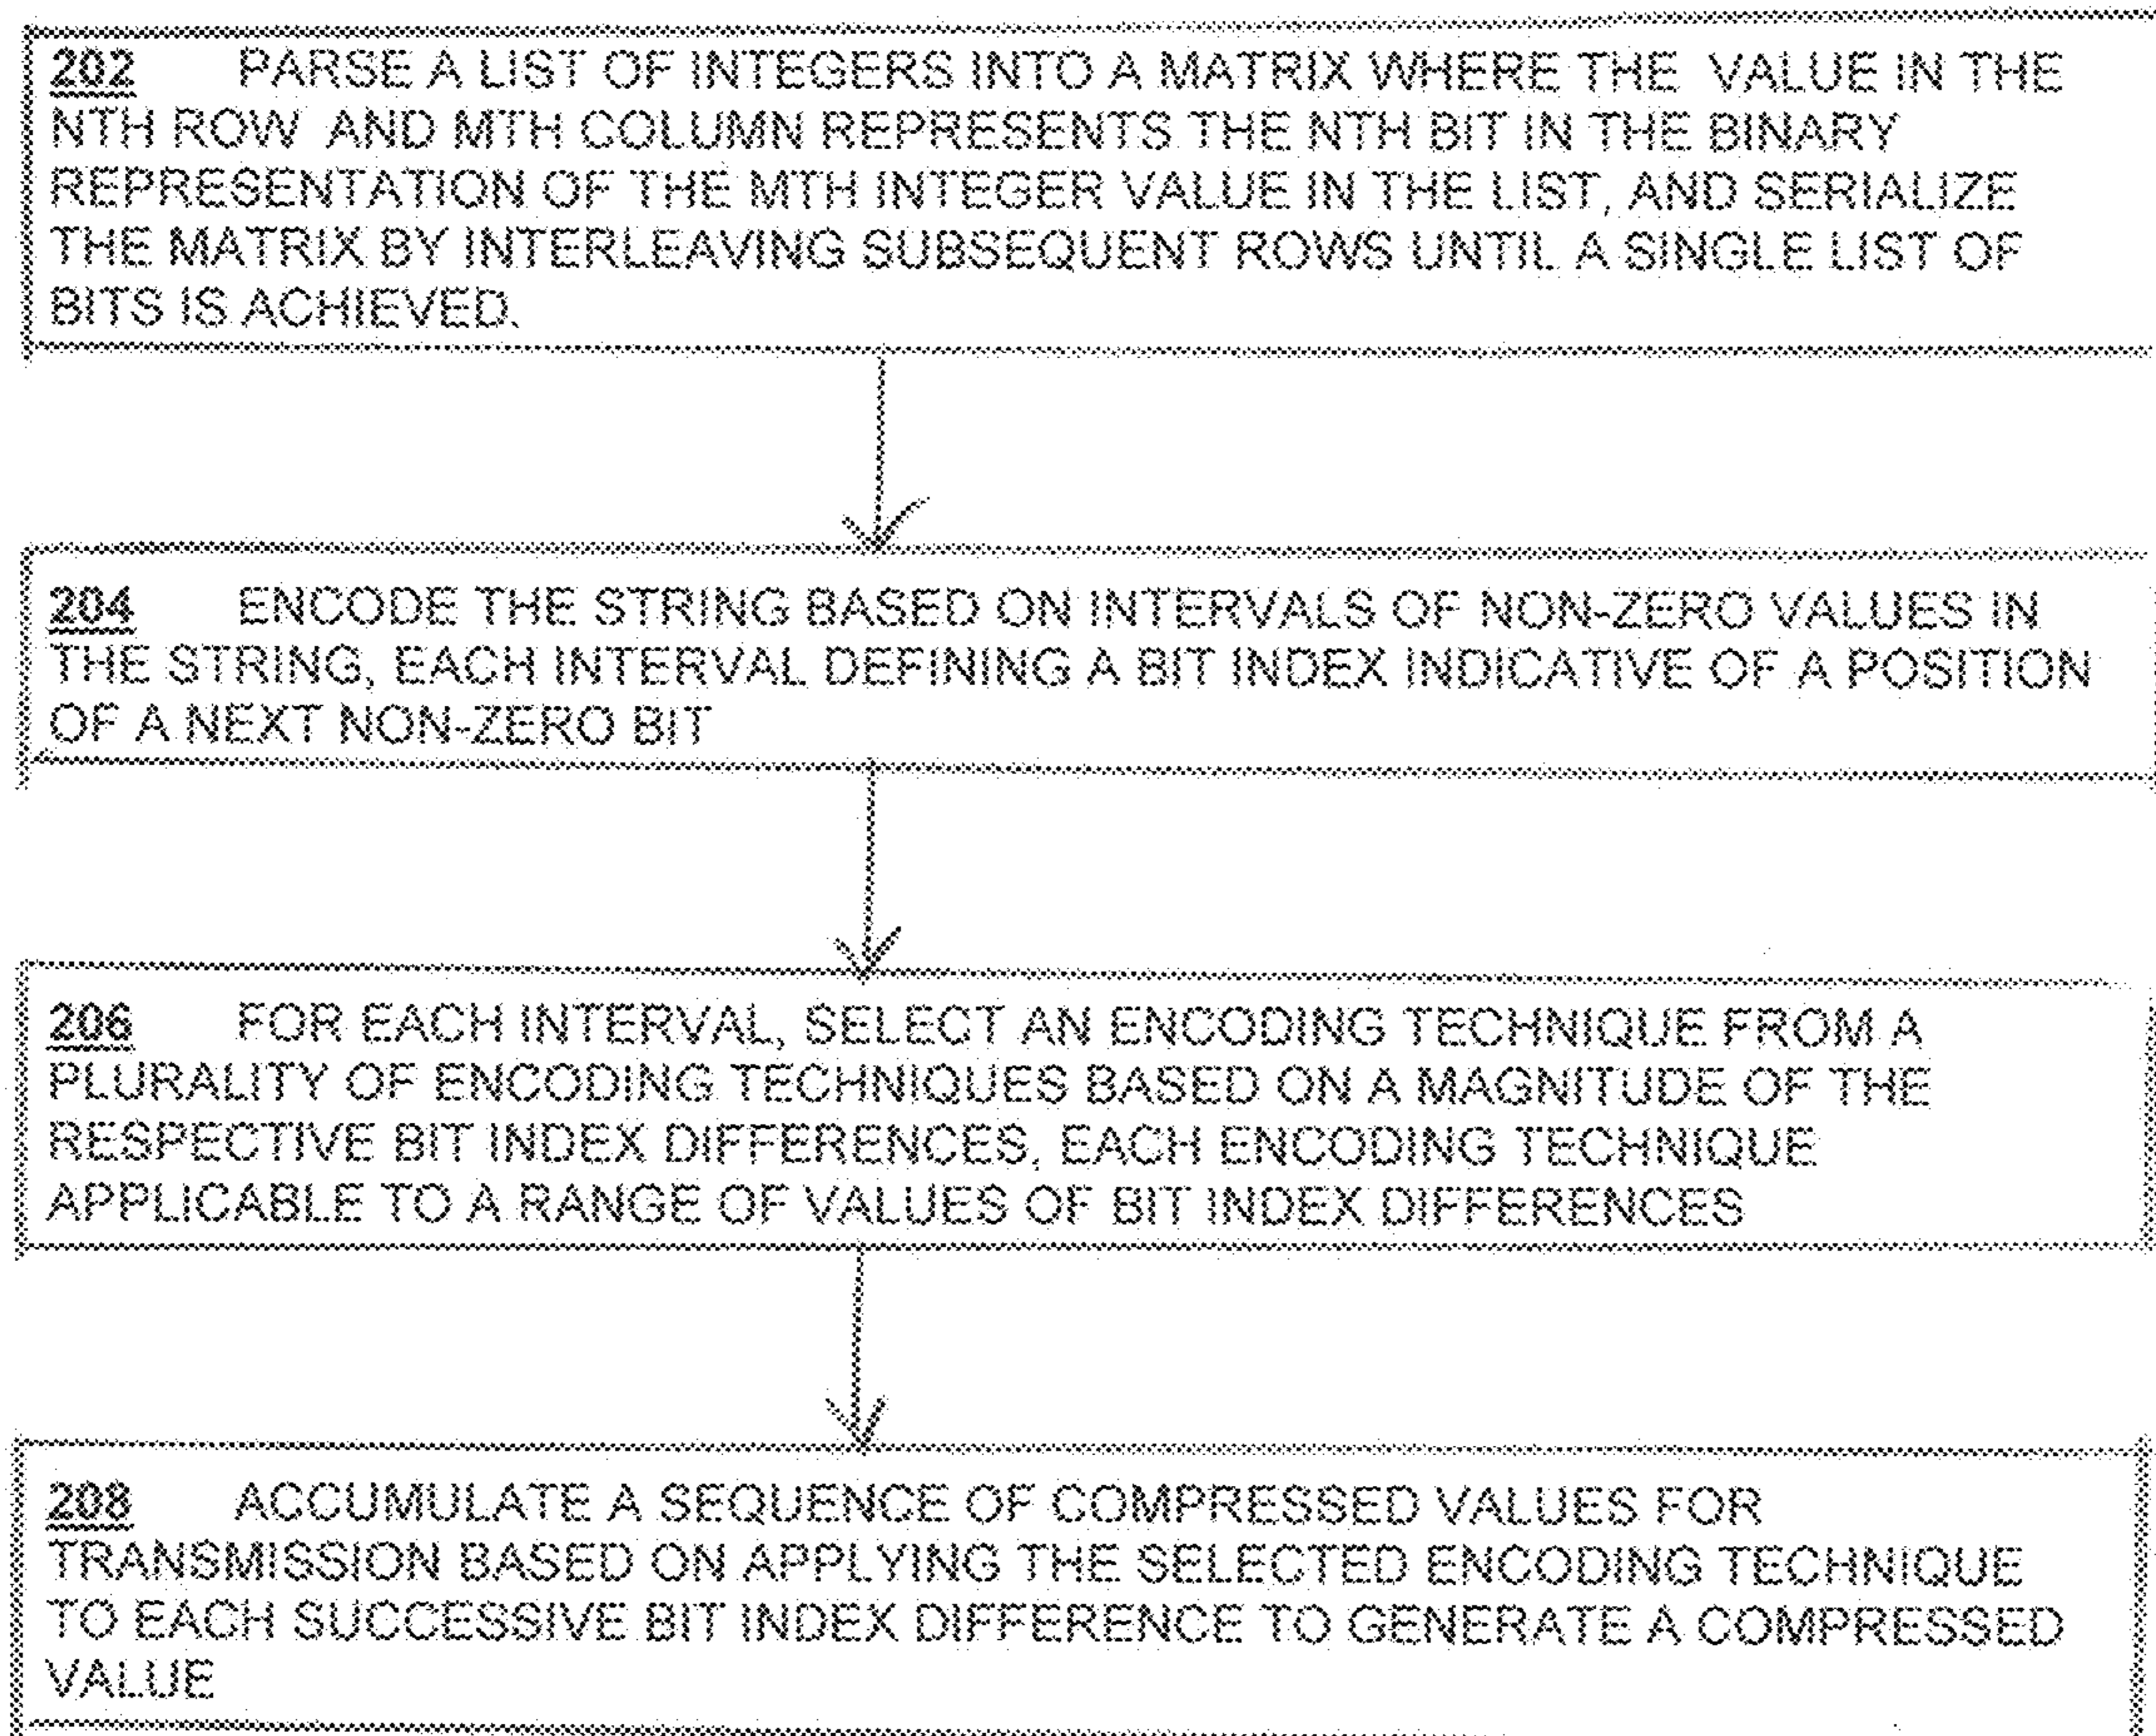 202 PARSE A LIST OF INTEGERS INTO A MATRIX WHERE THE VALUE IN THE
NTH ROW AND MTH COLUMN REPRESENTS THE NTH BIT IN THE BINARY
REPRESENTATION OF THE MTH INTEGER VALUE IN THE LIST, AND SERIALIZE
THE MATRIX BY INTERLEAVING SUBSEQUENT ROWS UNTIL A SINGLE LIST OF
BITS IS ACHIEVED.
204 ENCODE THE STRING BASED ON INTERVALS OF NON-ZERO VALUES IN
THE STRING, EACH INTERVAL DEFINING A BIT INDEX INDICATIVE OF A POSITION
OF A NEXT NON-ZERO BIT
206 FOR EACH INTERVAL, SELECT AN ENCODING TECHNIQUE FROM A
PLURALITY OF ENCODING TECHNIQUES BASED ON A MAGNITUDE OF THE
RESPECTIVE BIT INDEX DIFFERENCES, EACH ENCODING TECHNIQUE
APPLICABLE TO A RANGE OF VALUES OF BIT INDEX DIFFERENCES
208 ACCUMULATE A SEQUENCE OF COMPRESSED VALUES FOR
TRANSMISSION BASED ON APPLYING THE SELECTED ENCODING TECHNIQUE
TO EACH SUCCESSIVE BIT INDEX DIFFERENCE TO GENERATE A COMPRESSED
VALUE